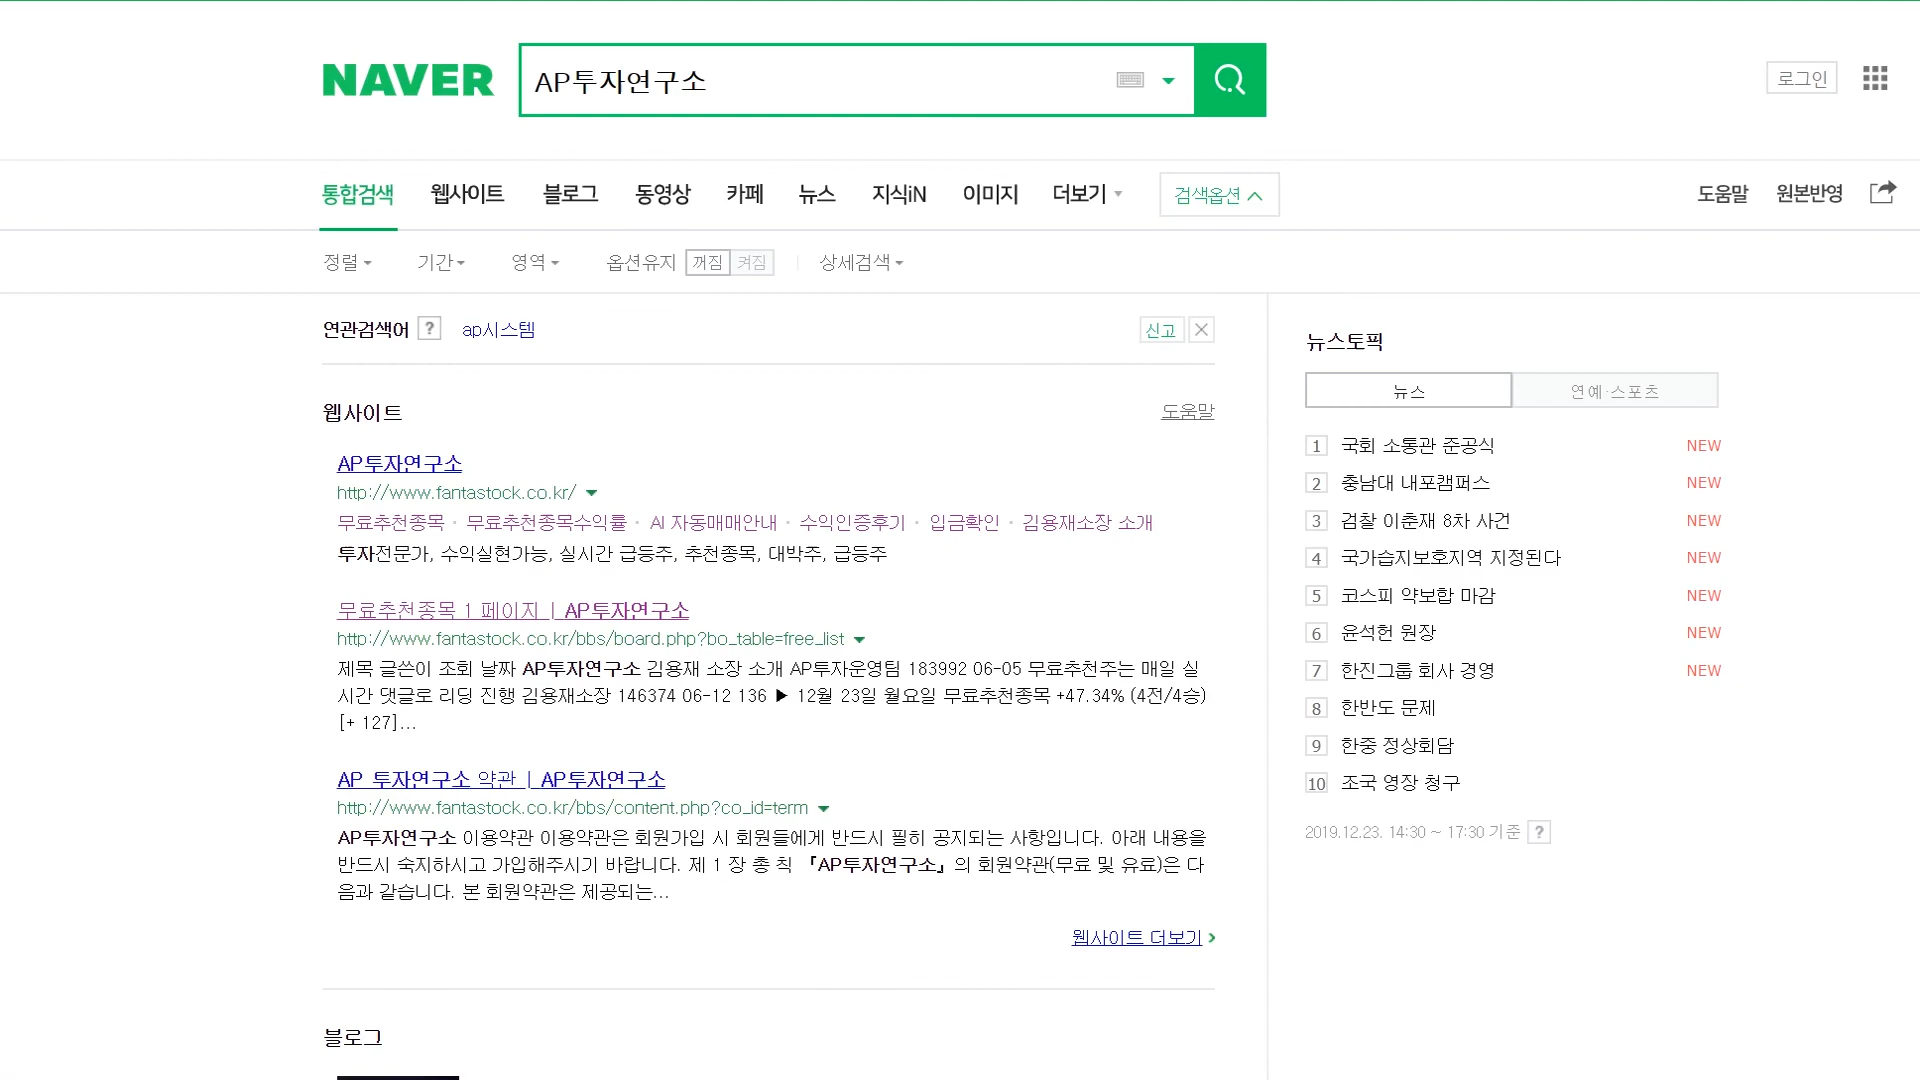 NAVER
AP투자연구소
로그인
통합검색 웹사이트 블로그 동영상 카페 뉴스 지식iN 이미지 더보기 검색옵션
도움말 원본반영
정렬 기간 영역 옵션유지 꺼짐 켜짐 상세검색
연관검색어 ? ap시스템
신고
웹사이트
도움말
AP투자연구소
http://www.fantastock.co.kr/
무료추천종목 · 무료추천종목수익률 · AI 자동매매안내 · 수익인증후기 · 입금확인 · 김용재소장 소개
투자전문가, 수익실현가능, 실시간 급등주, 추천종목, 대박주, 급등주
무료추천종목 1 페이지 | AP투자연구소
http://www.fantastock.co.kr/bbs/board.php?bo_table=free_list
제목 글쓴이 조회 날짜 AP투자연구소 김용재 소장 소개 AP투자운영팀 183992 06-05 무료추천주는 매일 실
시간 댓글로 리딩 진행 김용재소장 146374 06-12 136 ▶ 12월 23일 월요일 무료추천종목 +47.34% (4전/4승)
[+ 127]...
AP 투자연구소 약관 | AP투자연구소
http://www.fantastock.co.kr/bbs/content.php?co_id=term
AP투자연구소 이용약관 이용약관은 회원가입 시 회원들에게 반드시 필히 공지되는 사항입니다. 아래 내용을
반드시 숙지하시고 가입해주시기 바랍니다. 제 1 장 총 칙 『AP투자연구소』의 회원약관(무료 및 유료)은 다
음과 같습니다. 본 회원약관은 제공되는...
웹사이트 더보기
블로그
뉴스토픽
뉴스 연예·스포츠
1 국회 소통관 준공식 NEW
2 충남대 내포캠퍼스 NEW
3 검찰 이춘재 8차 사건 NEW
4 국가습지보호지역 지정된다 NEW
5 코스피 약보합 마감 NEW
6 윤석헌 원장 NEW
7 한진그룹 회사 경영 NEW
8 한반도 문제
9 한중 정상회담
10 조국 영장 청구
2019.12.23. 14:30 ~ 17:30 기준 ?